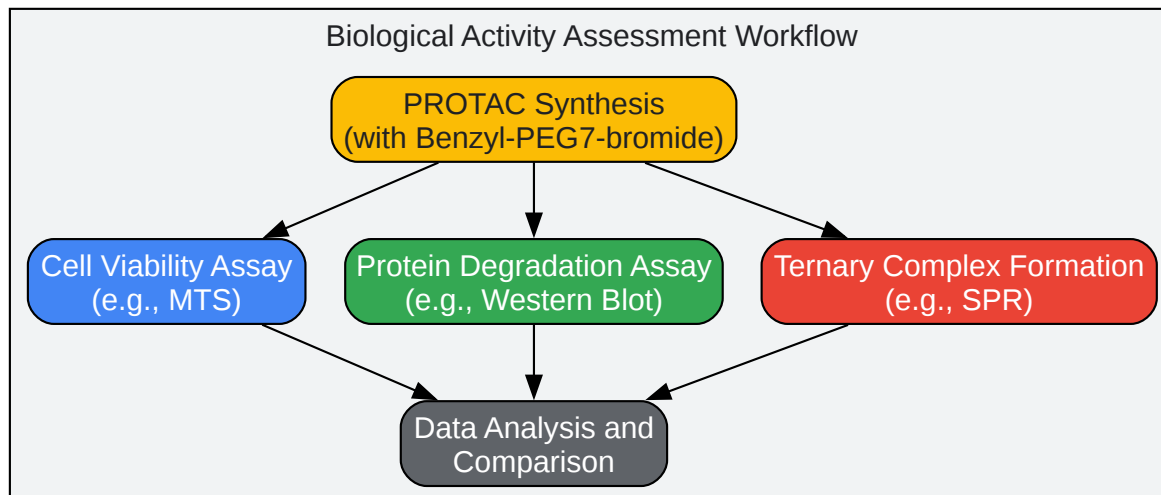 Biological Activity Assessment Workflow
PROTAC Synthesis
(with Benzyl-PEG7-bromide)
Cell Viability Assay
(e.g., MTS)
Protein Degradation Assay
(e.g., Western Blot)
Ternary Complex Formation
(e.g., SPR)
Data Analysis and
Comparison